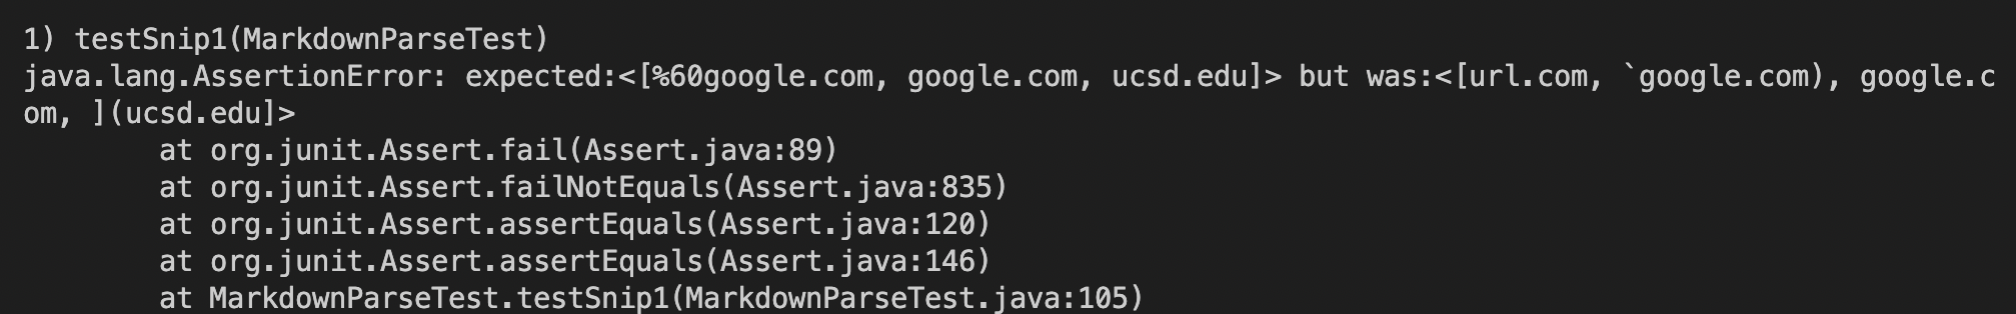 1) testSnip1(MarkdownParseTest)
java.lang.AssertionError: expected:<[%60google.com, google.com, ucsd.edu]> but was:<[url.com, `google.com), google.c
om, ](ucsd.edu]>
at org.junit.Assert.fail(Assert.java:89)
at org.junit.Assert.failNotEquals(Assert.java:835)
at org.junit.Assert.assertEquals(Assert.java:120)
at org.junit.Assert.assertEquals(Assert.java:146)
at MarkdownParseTest.testSnip1(MarkdownParseTest.java:105)